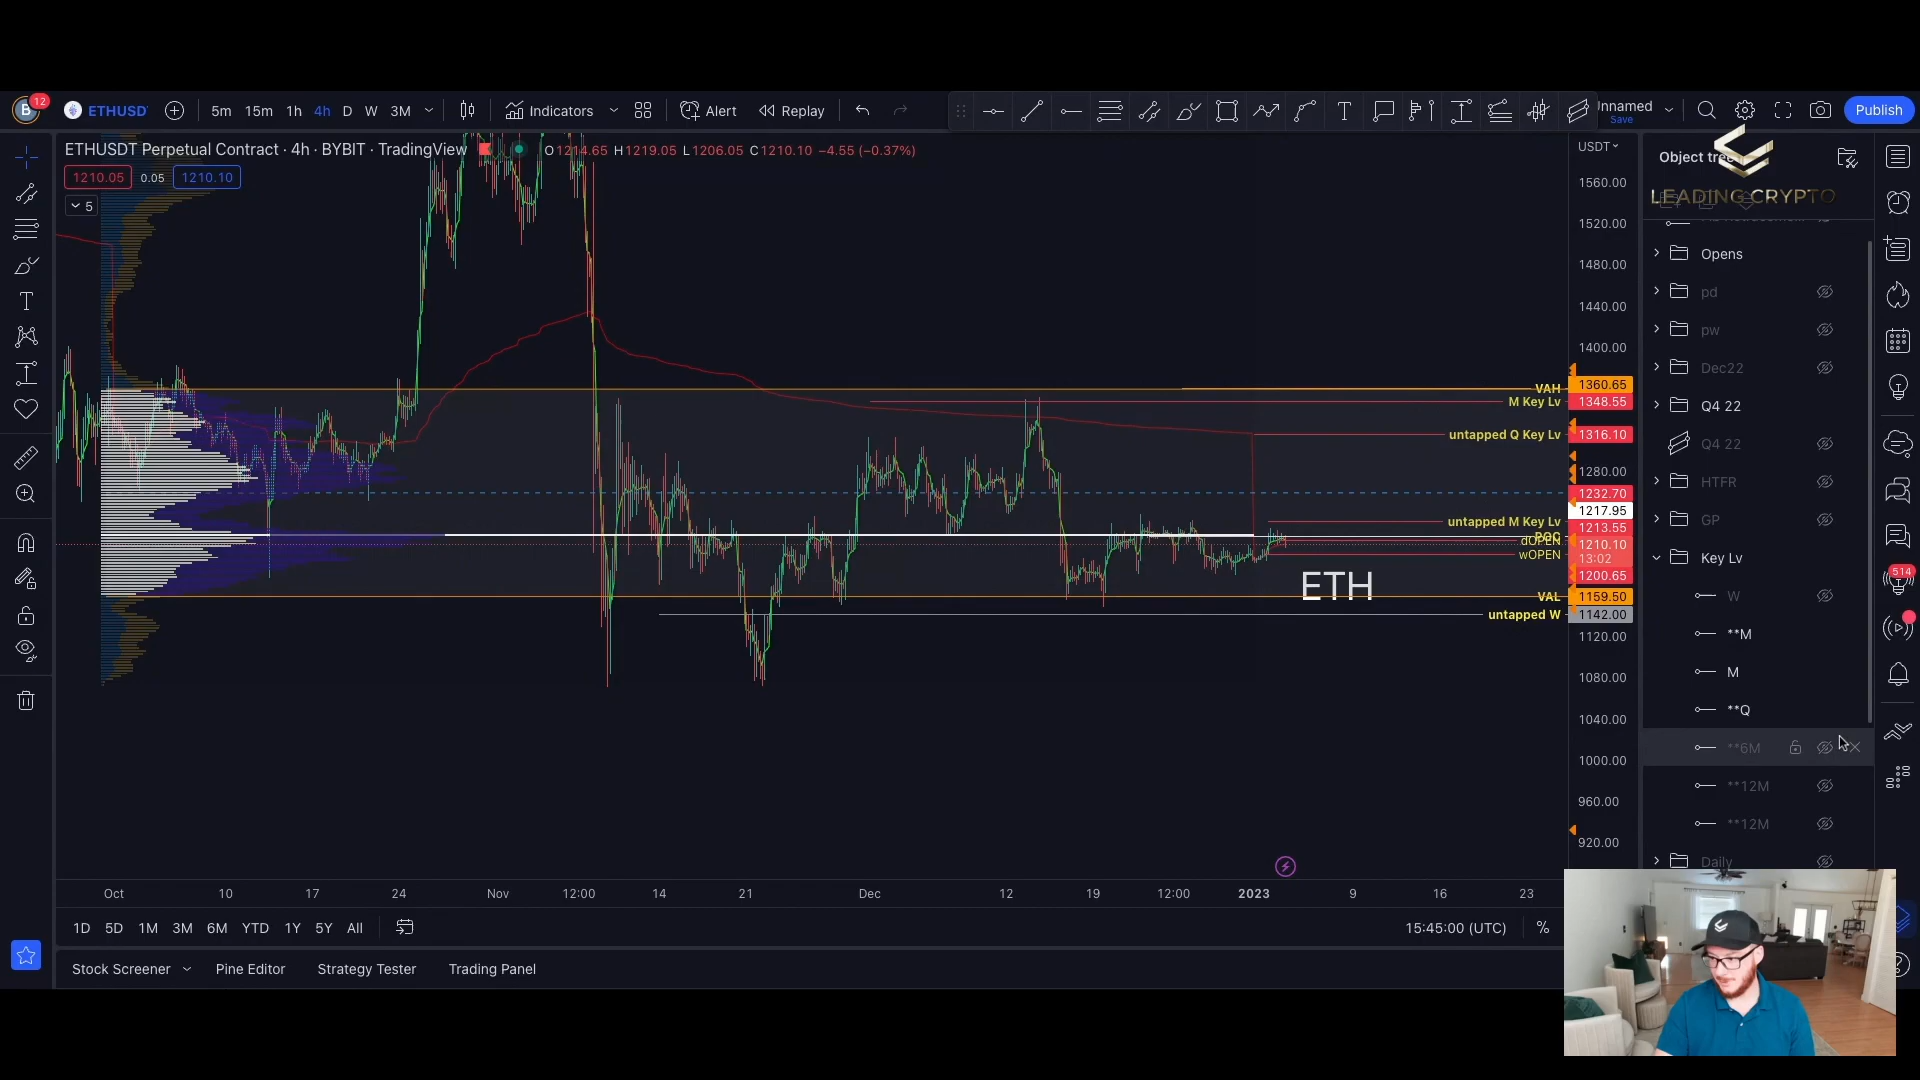 12
ETHUSD
5m 15m 1h 4h D W 3M
Indicators
Alert
Replay
Unnamed
Save
Publish
ETHUSDT Perpetual Contract · 4h · BYBIT · TradingView
O1214.65 H1219.05 L1206.05 C1210.10 −4.55 (−0.37%)
1210.05 0.05 1210.10
5
USDT
1560.00
1520.00
1480.00
1440.00
1400.00
VAH 1360.65
M Key Lv 1348.55
untapped Q Key Lv 1316.10
1280.00
1232.70
1217.95
untapped M Key Lv 1213.55
POC
dOPEN 1210.10
13:02
wOPEN
1200.65
ETH
VAL 1159.50
untapped W 1142.00
1120.00
1080.00
1040.00
1000.00
960.00
920.00
Oct 10 17 24 Nov 12:00 14 21 Dec 12 19 12:00 2023 9 16 23
1D 5D 1M 3M 6M YTD 1Y 5Y All
15:45:00 (UTC) %
Stock Screener Pine Editor Strategy Tester Trading Panel
Object tree
LEADING CRYPTO
Opens
pd
pw
Dec22
Q4 22
Q4 22
HTFR
GP
Key Lv
W
**M
M
**Q
**6M
**12M
**12M
Daily
514